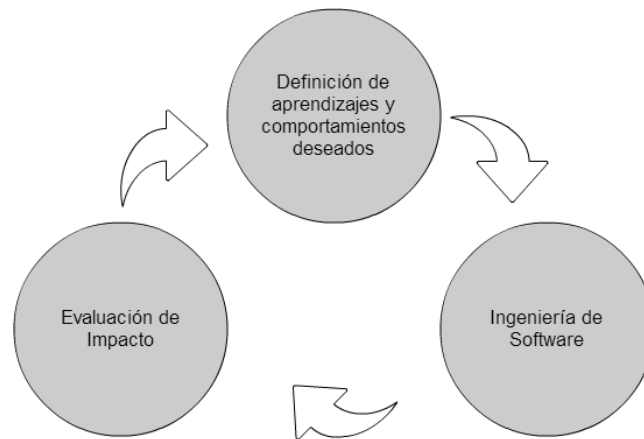 Definición de
aprendizajes y
comportamientos
deseados
Evaluación de
Impacto
Ingeniería de
Software